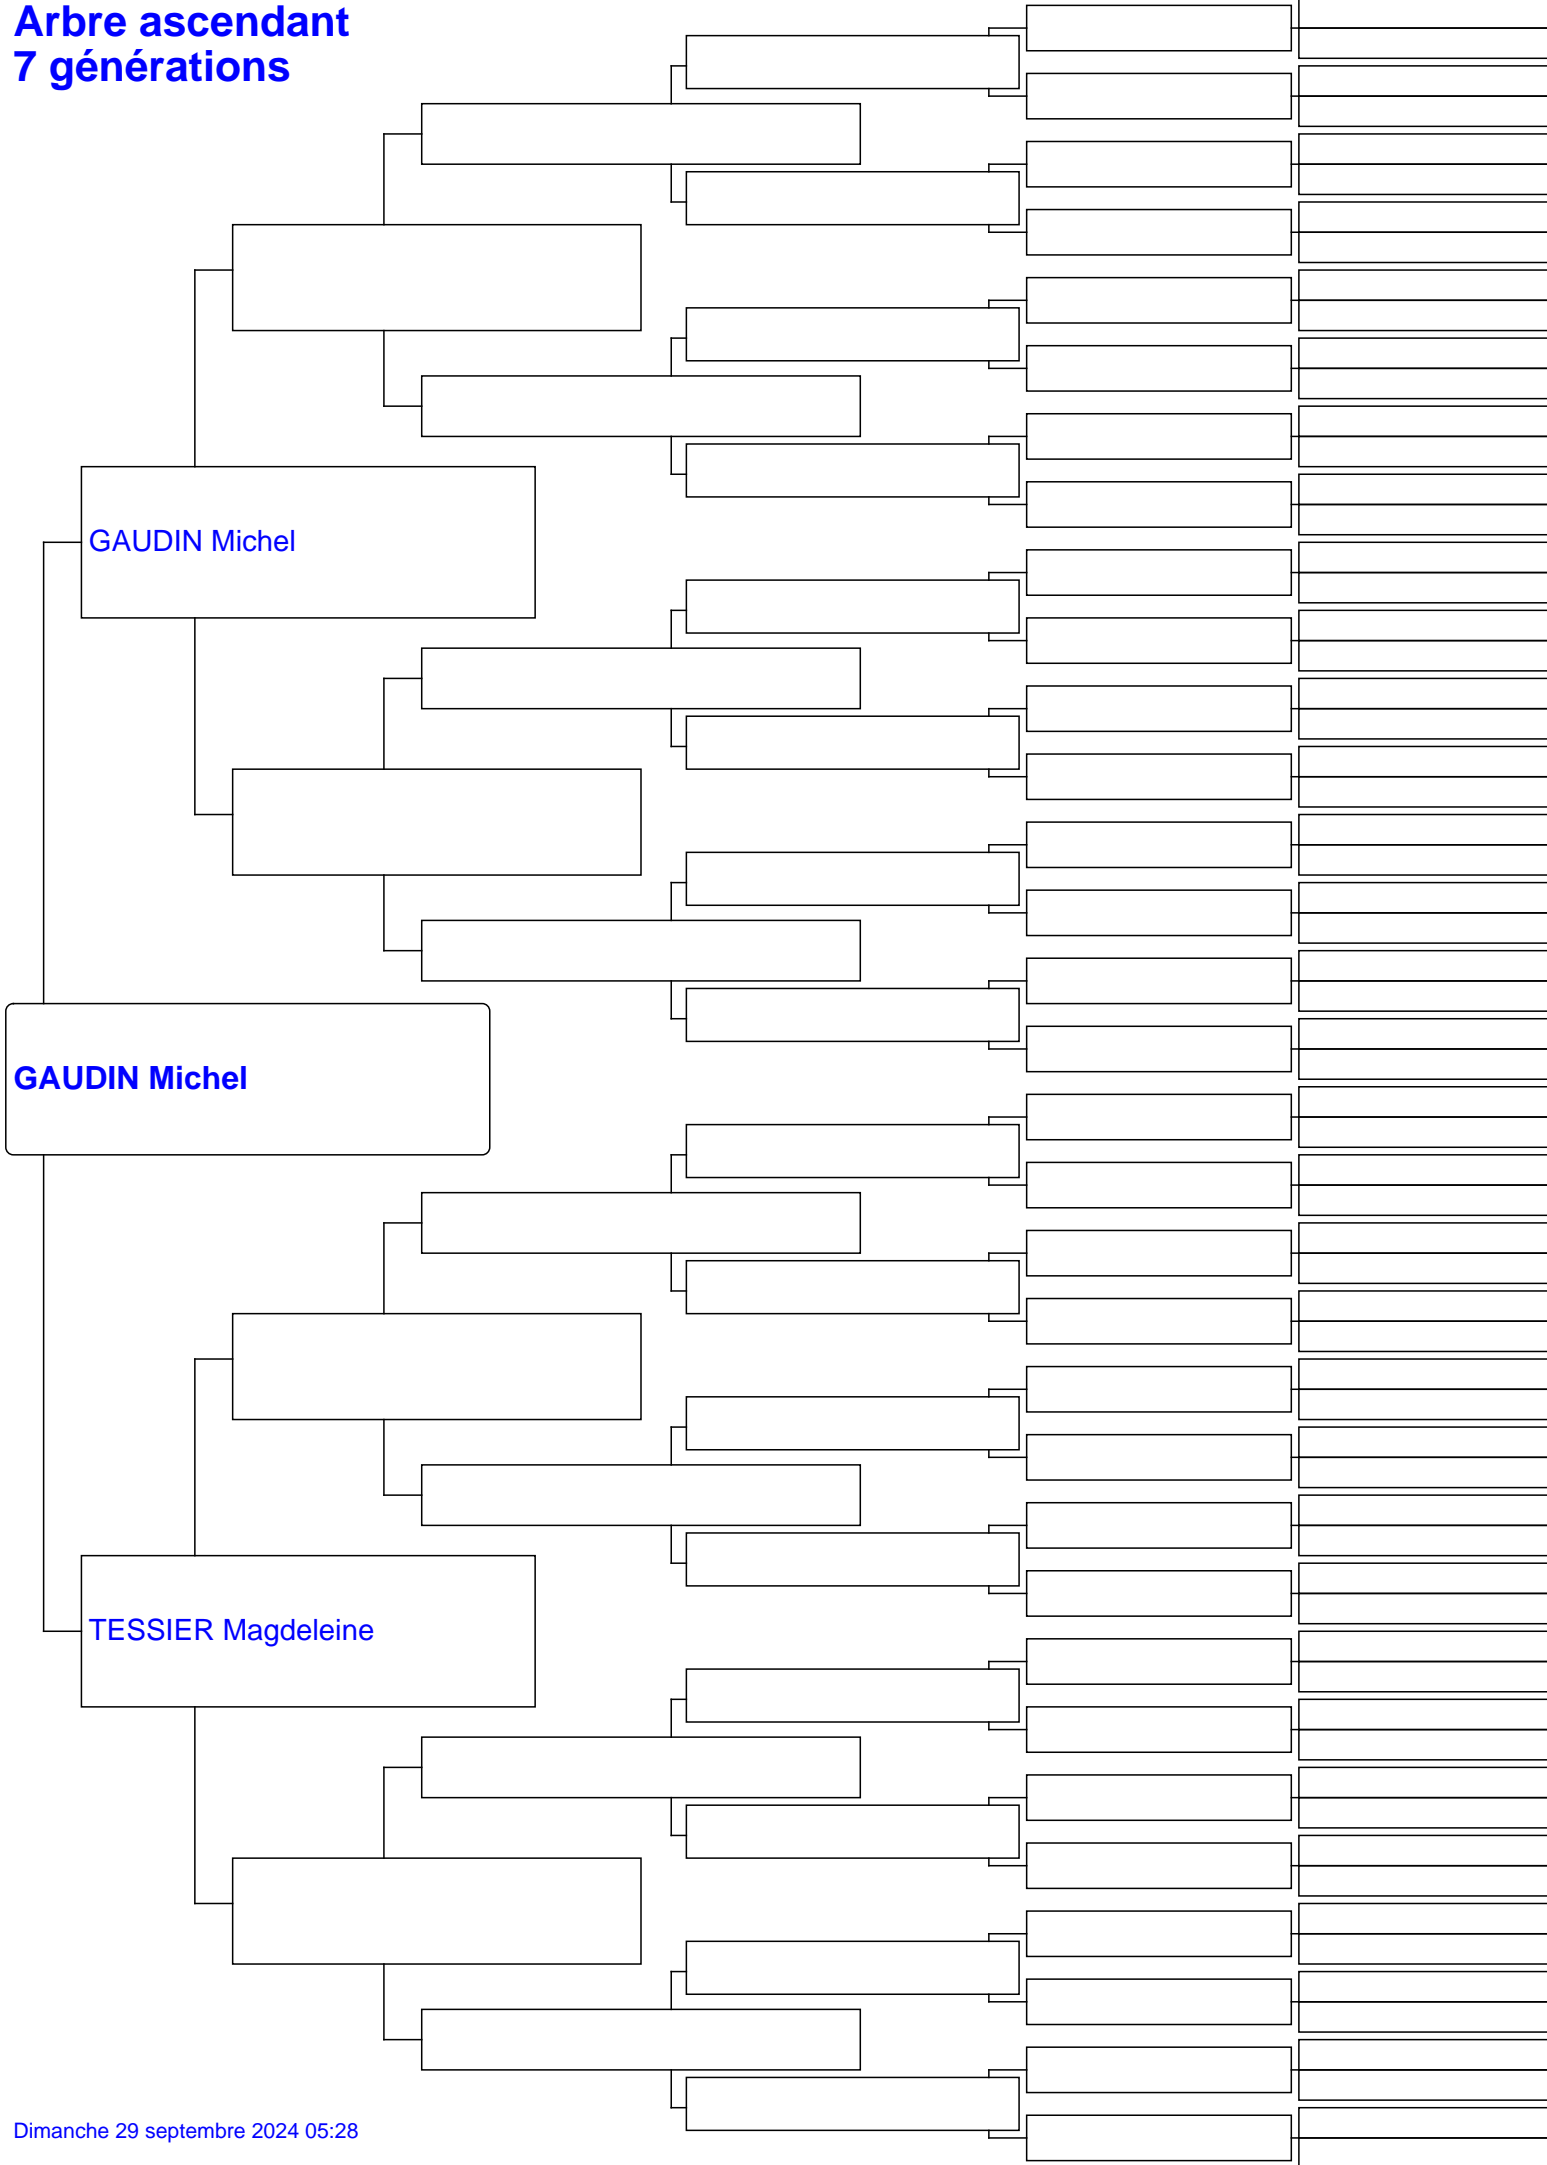 Arbre ascendant
7 générations
GAUDIN Michel
GAUDIN Michel
TESSIER Magdeleine
Dimanche 29 septembre 2024 05:28